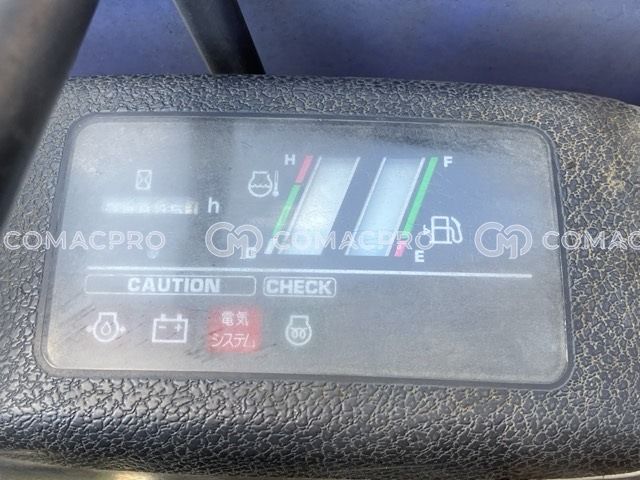 H
F
h
COMACPRO
COMACPRO
COMACPRO
E
CAUTION
CHECK
電気
システム